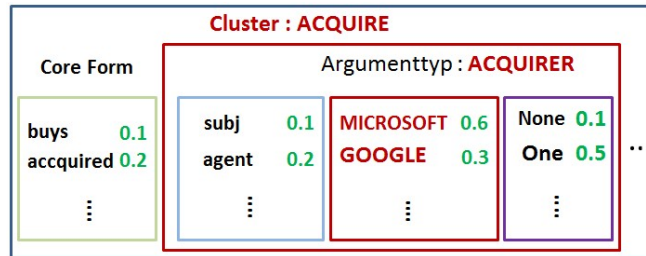 Cluster : ACQUIRE
Core Form
Argumenttyp : ACQUIRER
buys 0.1
accquired 0.2
subj 0.1
agent 0.2
MICROSOFT 0.6
GOOGLE 0.3
None 0.1
One 0.5
...